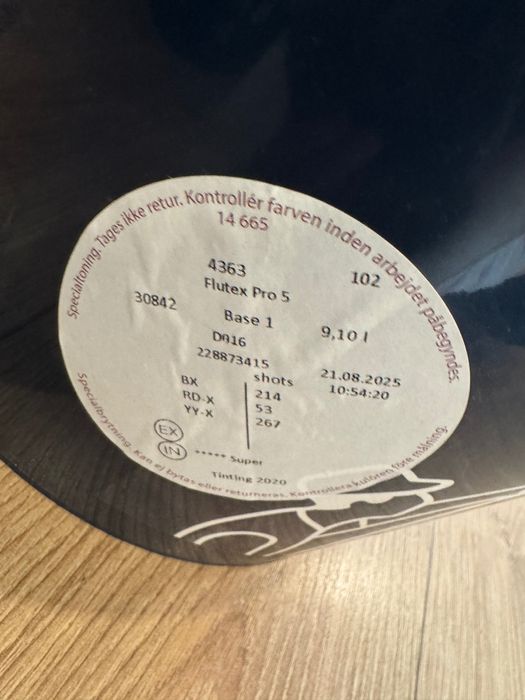 Specialtoning. Tages ikke retur. Kontrollér farven inden arbejdet påbegyndes.
14 665
4363 102
Flutex Pro 5
30842 Base 1 9,10 l
D016
228873415 21.08.2025
shots 10:54:20
BX 214
RD-X 53
YY-X 267
EX
IN ***** Super
Tinting 2020
Specialbrytning. Kan ej bytas eller returneras. Kontrollera kulören före målning.